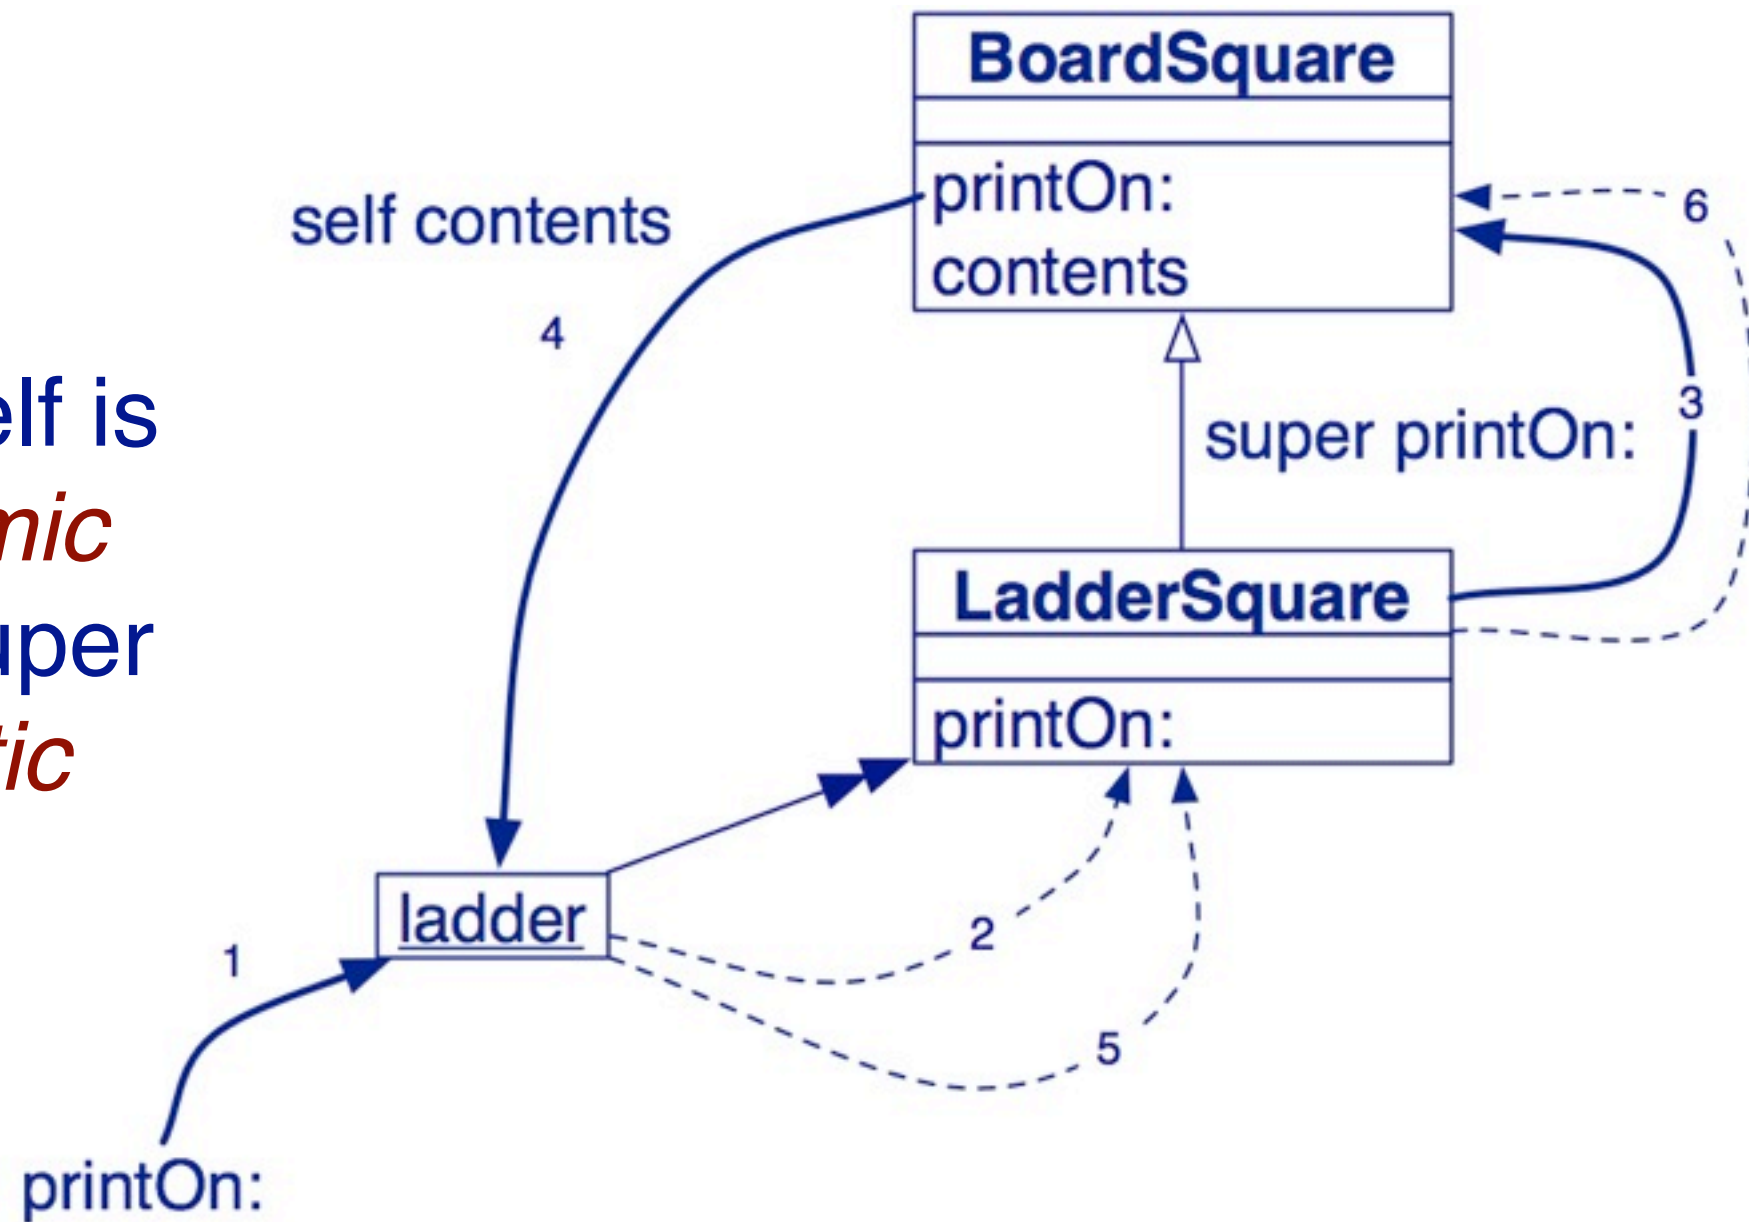 BoardSquare
printOn:
contents
self contents
6
4
elf is
mic
uper
tic
3
super printOn:
LadderSquare
printOn:
ladder
2
1
5
printOn: